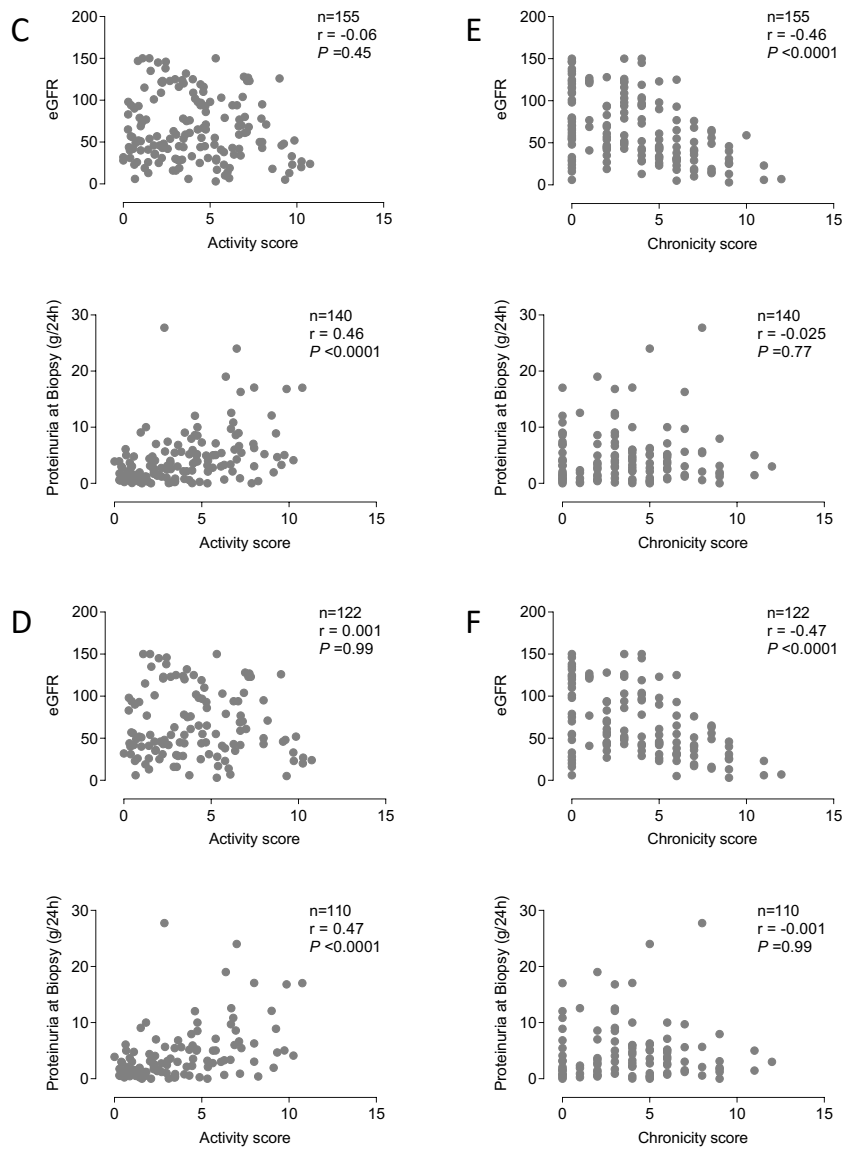 C
n=155
r = -0.06
P =0.45
200
150
100
50
0
eGFR
0 5 10 15
Activity score
n=140
r = 0.46
P <0.0001
30
20
10
0
Proteinuria at Biopsy (g/24h)
0 5 10 15
Activity score
E
n=155
r = -0.46
P <0.0001
200
150
100
50
0
eGFR
0 5 10 15
Chronicity score
n=140
r = -0.025
P =0.77
30
20
10
0
Proteinuria at Biopsy (g/24h)
0 5 10 15
Chronicity score
D
n=122
r = 0.001
P =0.99
200
150
100
50
0
eGFR
0 5 10 15
Activity score
n=110
r = 0.47
P <0.0001
30
20
10
0
Proteinuria at Biopsy (g/24h)
0 5 10 15
Activity score
F
n=122
r = -0.47
P <0.0001
200
150
100
50
0
eGFR
0 5 10 15
Chronicity score
n=110
r = -0.001
P =0.99
30
20
10
0
Proteinuria at Biopsy (g/24h)
0 5 10 15
Chronicity score